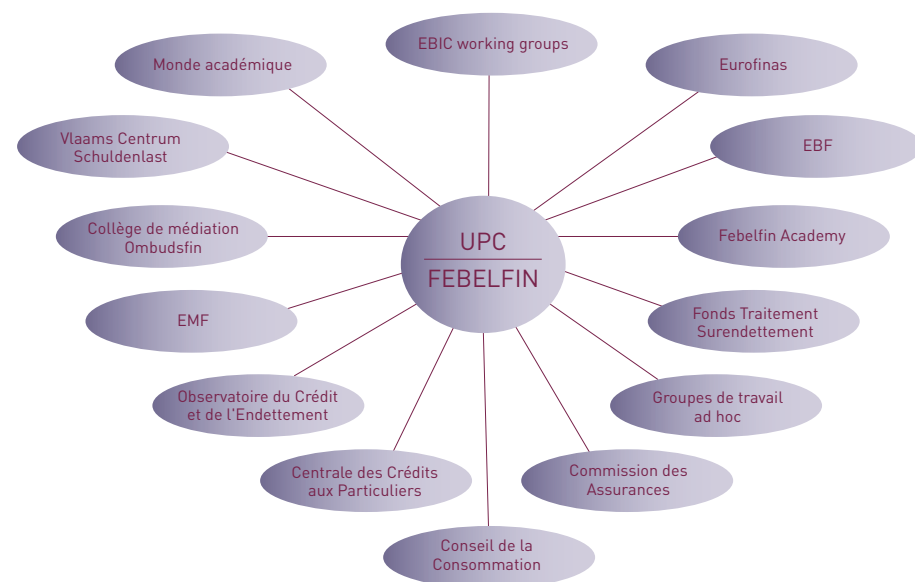 EBIC working groups
Monde académique
Eurofinas
Vlaams Centrum
Schuldenlast
EBF
Collège de médiation
Ombudsfin
UPC
FEBELFIN
Febelfin Academy
EMF
Fonds Traitement
Surendettement
Observatoire du Crédit
et de l'Endettement
Groupes de travail
ad hoc
Centrale des Crédits
aux Particuliers
Commission des
Assurances
Conseil de la
Consommation